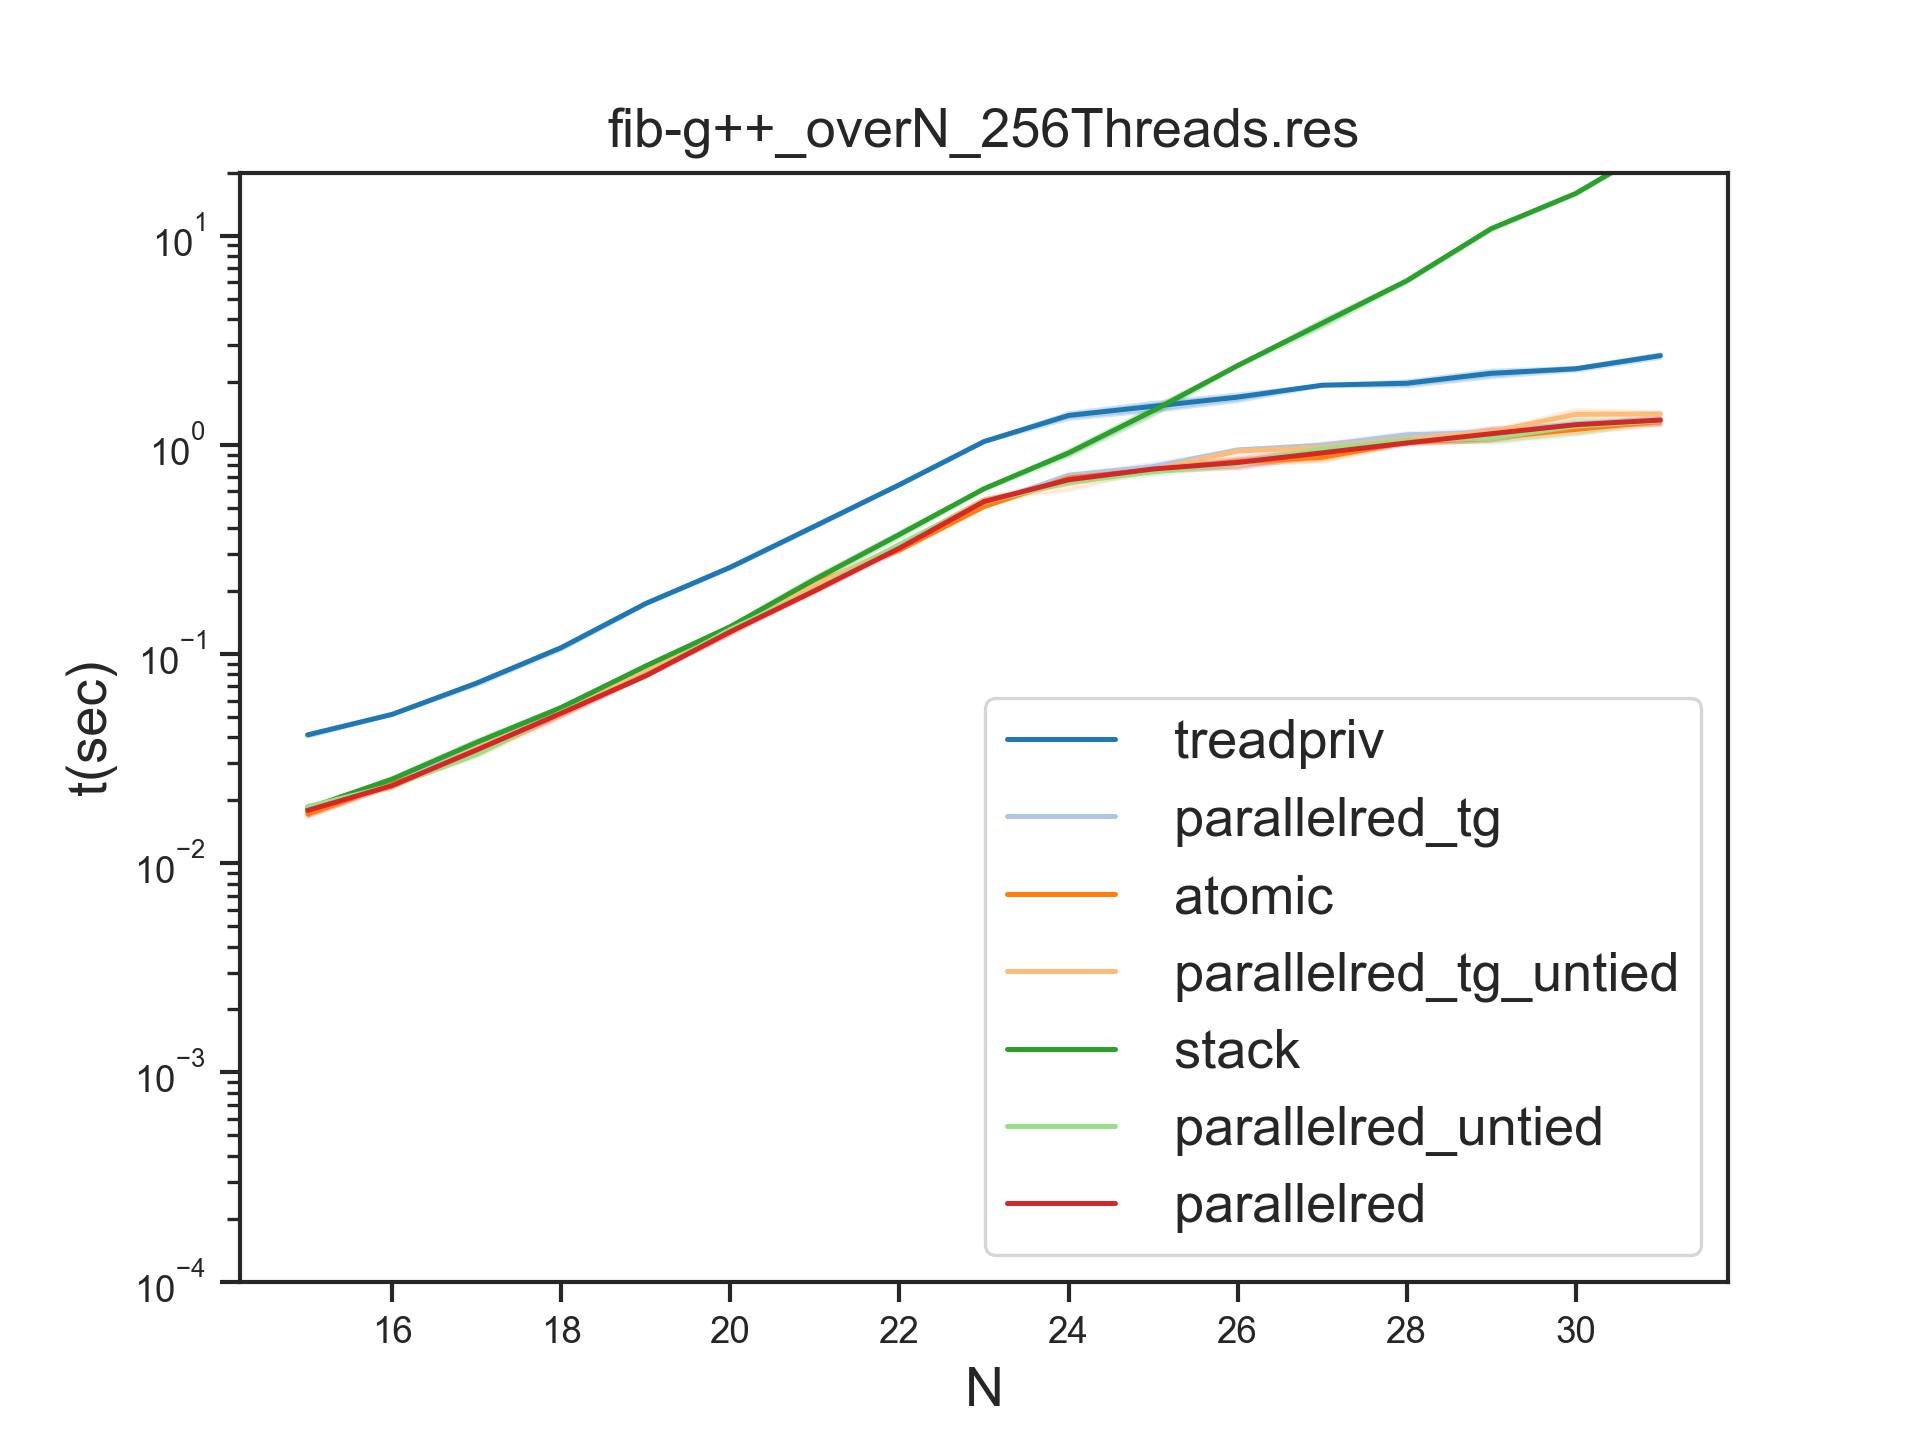 fib-g++_overN_256Threads.res
t(sec)
10^1
10^0
10^−1
10^−2
10^−3
10^−4
treadpriv
parallelred_tg
atomic
parallelred_tg_untied
stack
parallelred_untied
parallelred
16 18 20 22 24 26 28 30
N